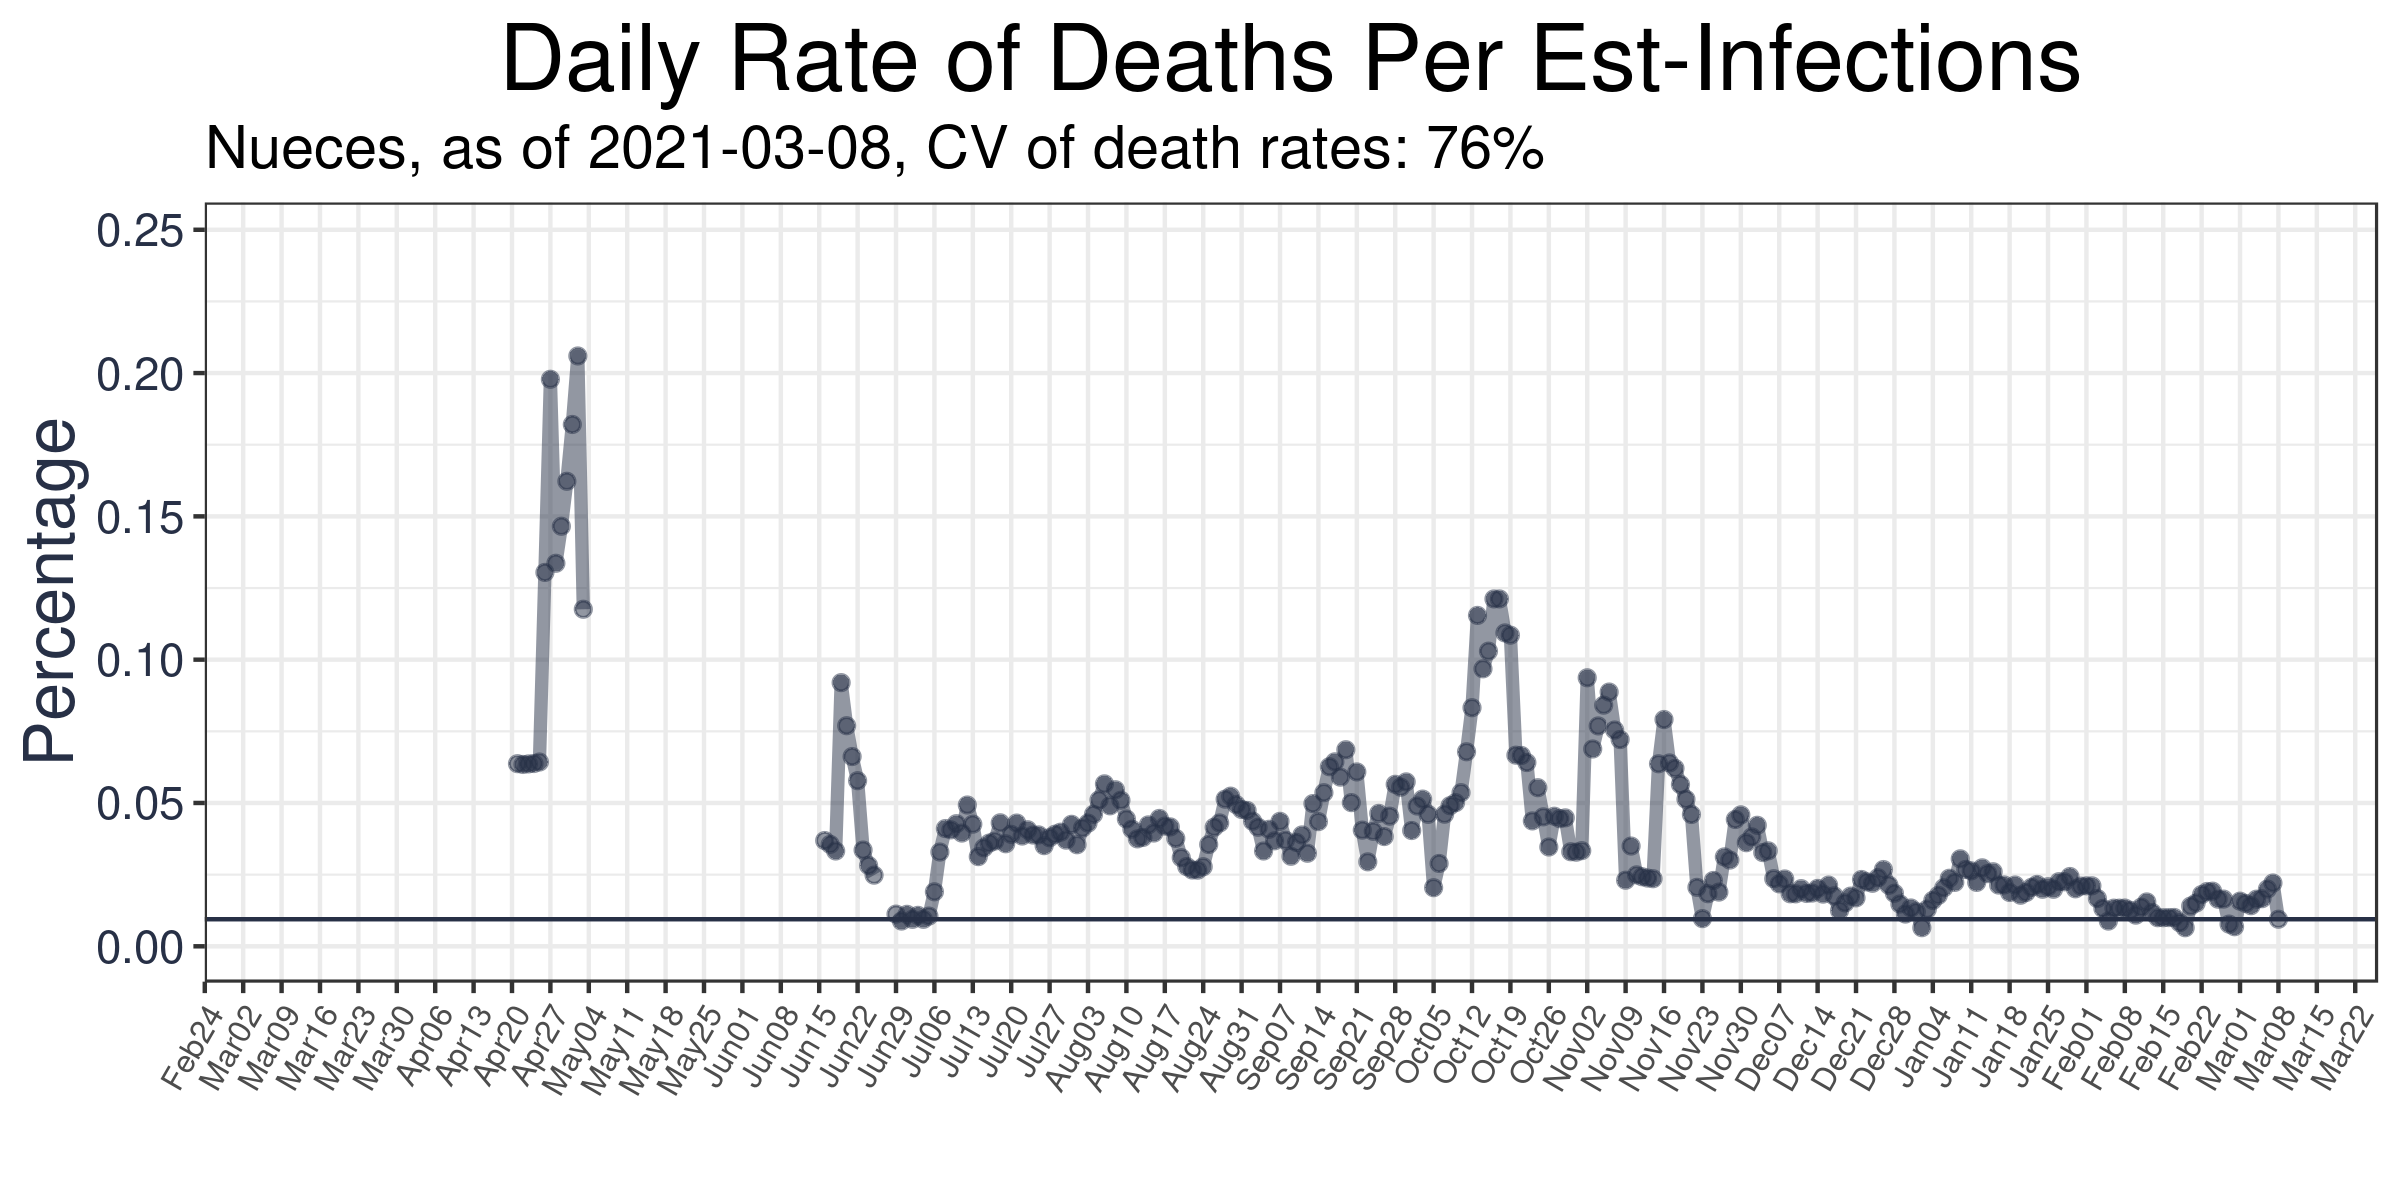 Daily Rate of Deaths Per Est-Infections
Nueces, as of 2021-03-08, CV of death rates: 76%
Percentage
0.25
0.20
0.15
0.10
0.05
0.00
Feb24
Mar02
Mar09
Mar16
Mar23
Mar30
Apr06
Apr13
Apr20
Apr27
May04
May11
May18
May25
Jun01
Jun08
Jun15
Jun22
Jun29
Jul06
Jul13
Jul20
Jul27
Aug03
Aug10
Aug17
Aug24
Aug31
Sep07
Sep14
Sep21
Sep28
Oct05
Oct12
Oct19
Oct26
Nov02
Nov09
Nov16
Nov23
Nov30
Dec07
Dec14
Dec21
Dec28
Jan04
Jan11
Jan18
Jan25
Feb01
Feb08
Feb15
Feb22
Mar01
Mar08
Mar15
Mar22